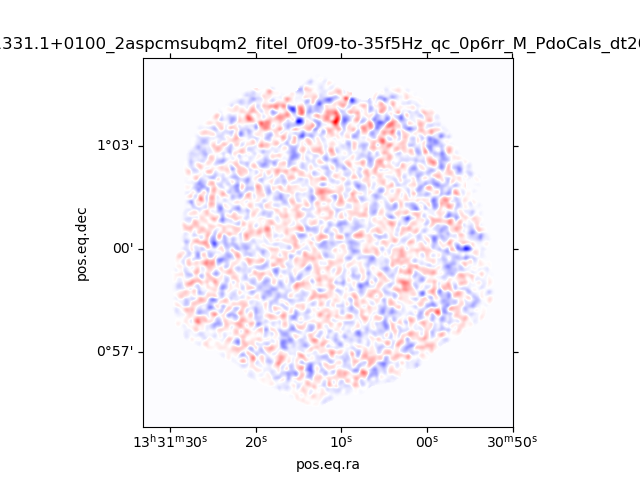 331.1+0100_2aspcmsubqm2_fitel_0f09-to-35f5Hz_qc_0p6rr_M_PdoCals_dt20
1°03'
00'
0°57'
pos.eq.dec
13ʰ31ᵐ30ˢ 20ˢ 10ˢ 00ˢ 30ᵐ50ˢ
pos.eq.ra